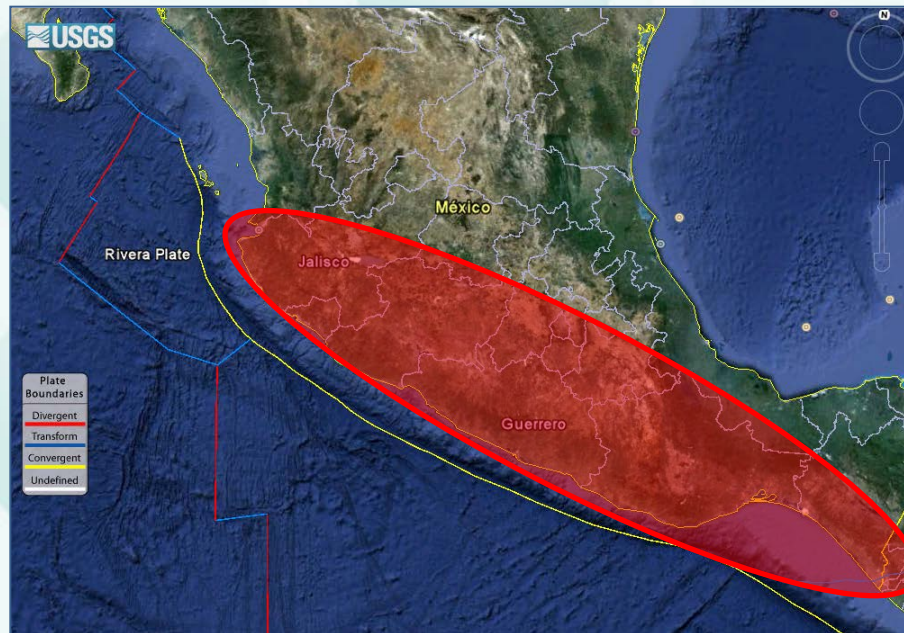 USGS
N
México
Rivera Plate
Jalisco
Guerrero
Plate
Boundaries
Divergent
Transform
Convergent
Undefined